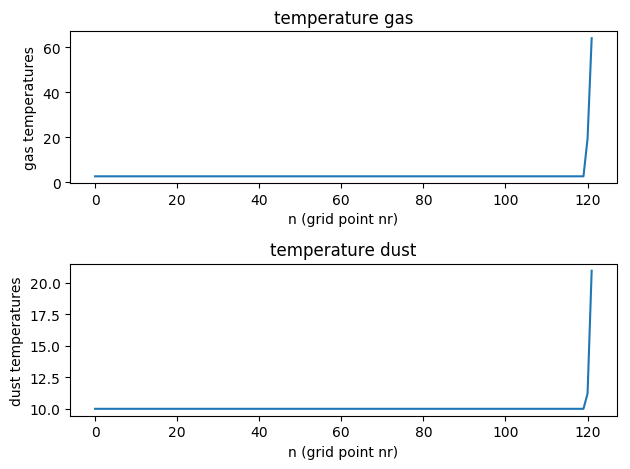 temperature gas
60
40
20
0
gas temperatures
0 20 40 60 80 100 120
n (grid point nr)
temperature dust
20.0
17.5
15.0
12.5
10.0
dust temperatures
0 20 40 60 80 100 120
n (grid point nr)